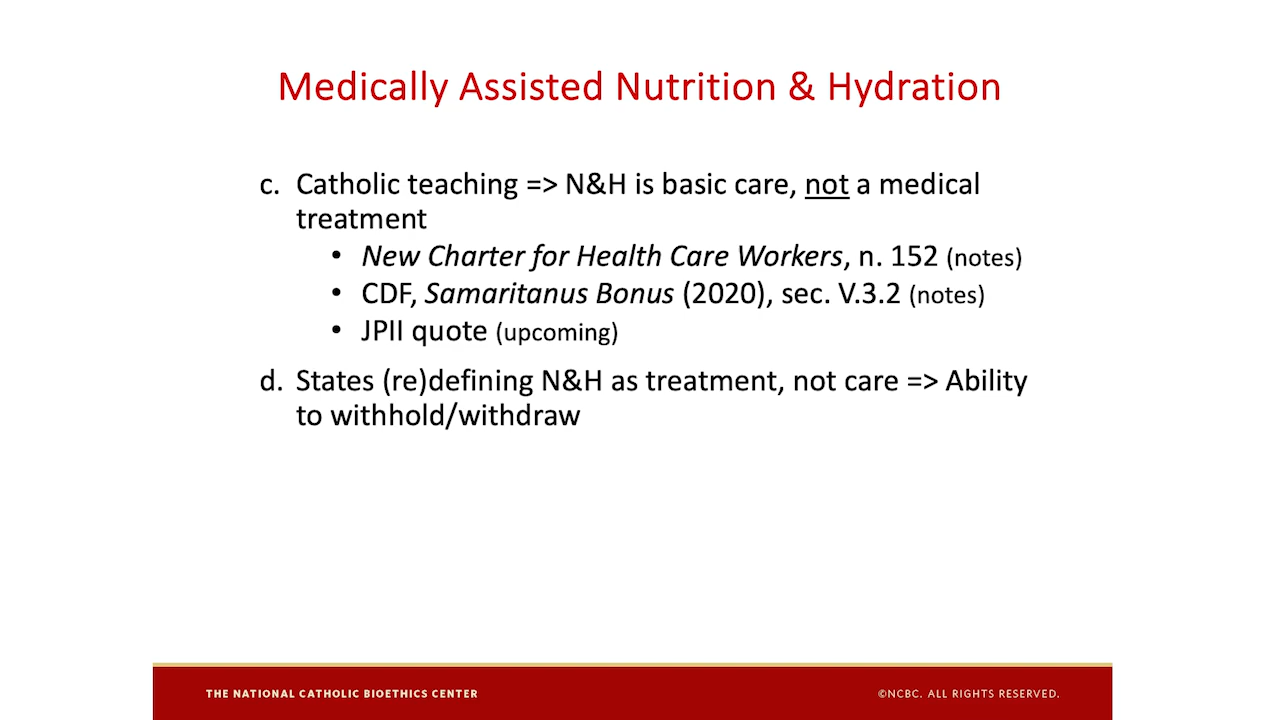 Medically Assisted Nutrition & Hydration
c. Catholic teaching => N&H is basic care, not a medical
treatment
• New Charter for Health Care Workers, n. 152 (notes)
• CDF, Samaritanus Bonus (2020), sec. V.3.2 (notes)
• JPII quote (upcoming)
d. States (re)defining N&H as treatment, not care => Ability
to withhold/withdraw
THE NATIONAL CATHOLIC BIOETHICS CENTER
©NCBC. ALL RIGHTS RESERVED.